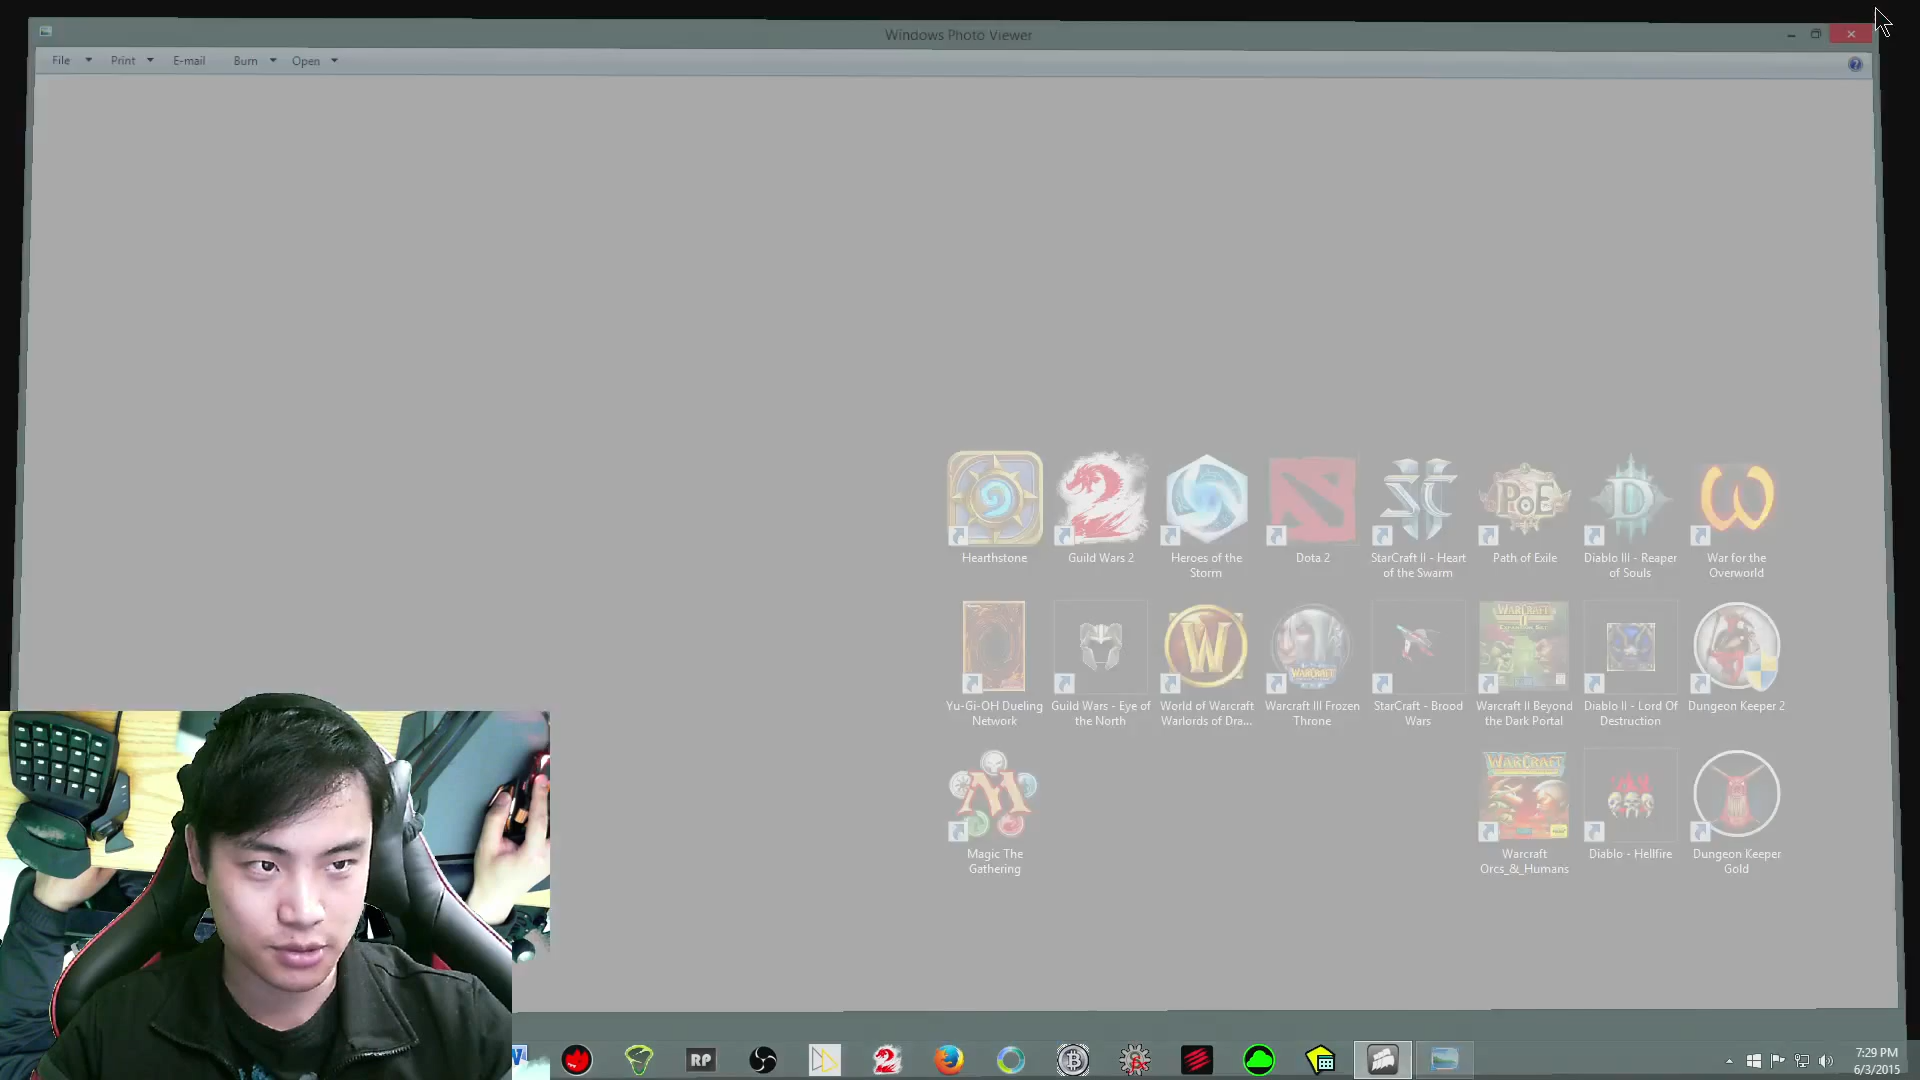 Windows Photo Viewer
File Print E-mail Burn Open
Hearthstone
Guild Wars 2
Heroes of the
Storm
Dota 2
StarCraft II - Heart
of the Swarm
PoE
Path of Exile
D
Diablo III - Reaper
of Souls
War for the
Overworld
Yu-Gi-OH Dueling
Network
Guild Wars - Eye of
the North
W
World of Warcraft
Warlords of Dra...
WARCRAFT
Warcraft III Frozen
Throne
StarCraft - Brood
Wars
WARCRAFT
Warcraft II Beyond
the Dark Portal
Diablo II - Lord Of
Destruction
Dungeon Keeper 2
M
Magic The
Gathering
WARCRAFT
Warcraft
Orcs_&_Humans
Diablo - Hellfire
Dungeon Keeper
Gold
RP
7:29 PM
6/3/2015